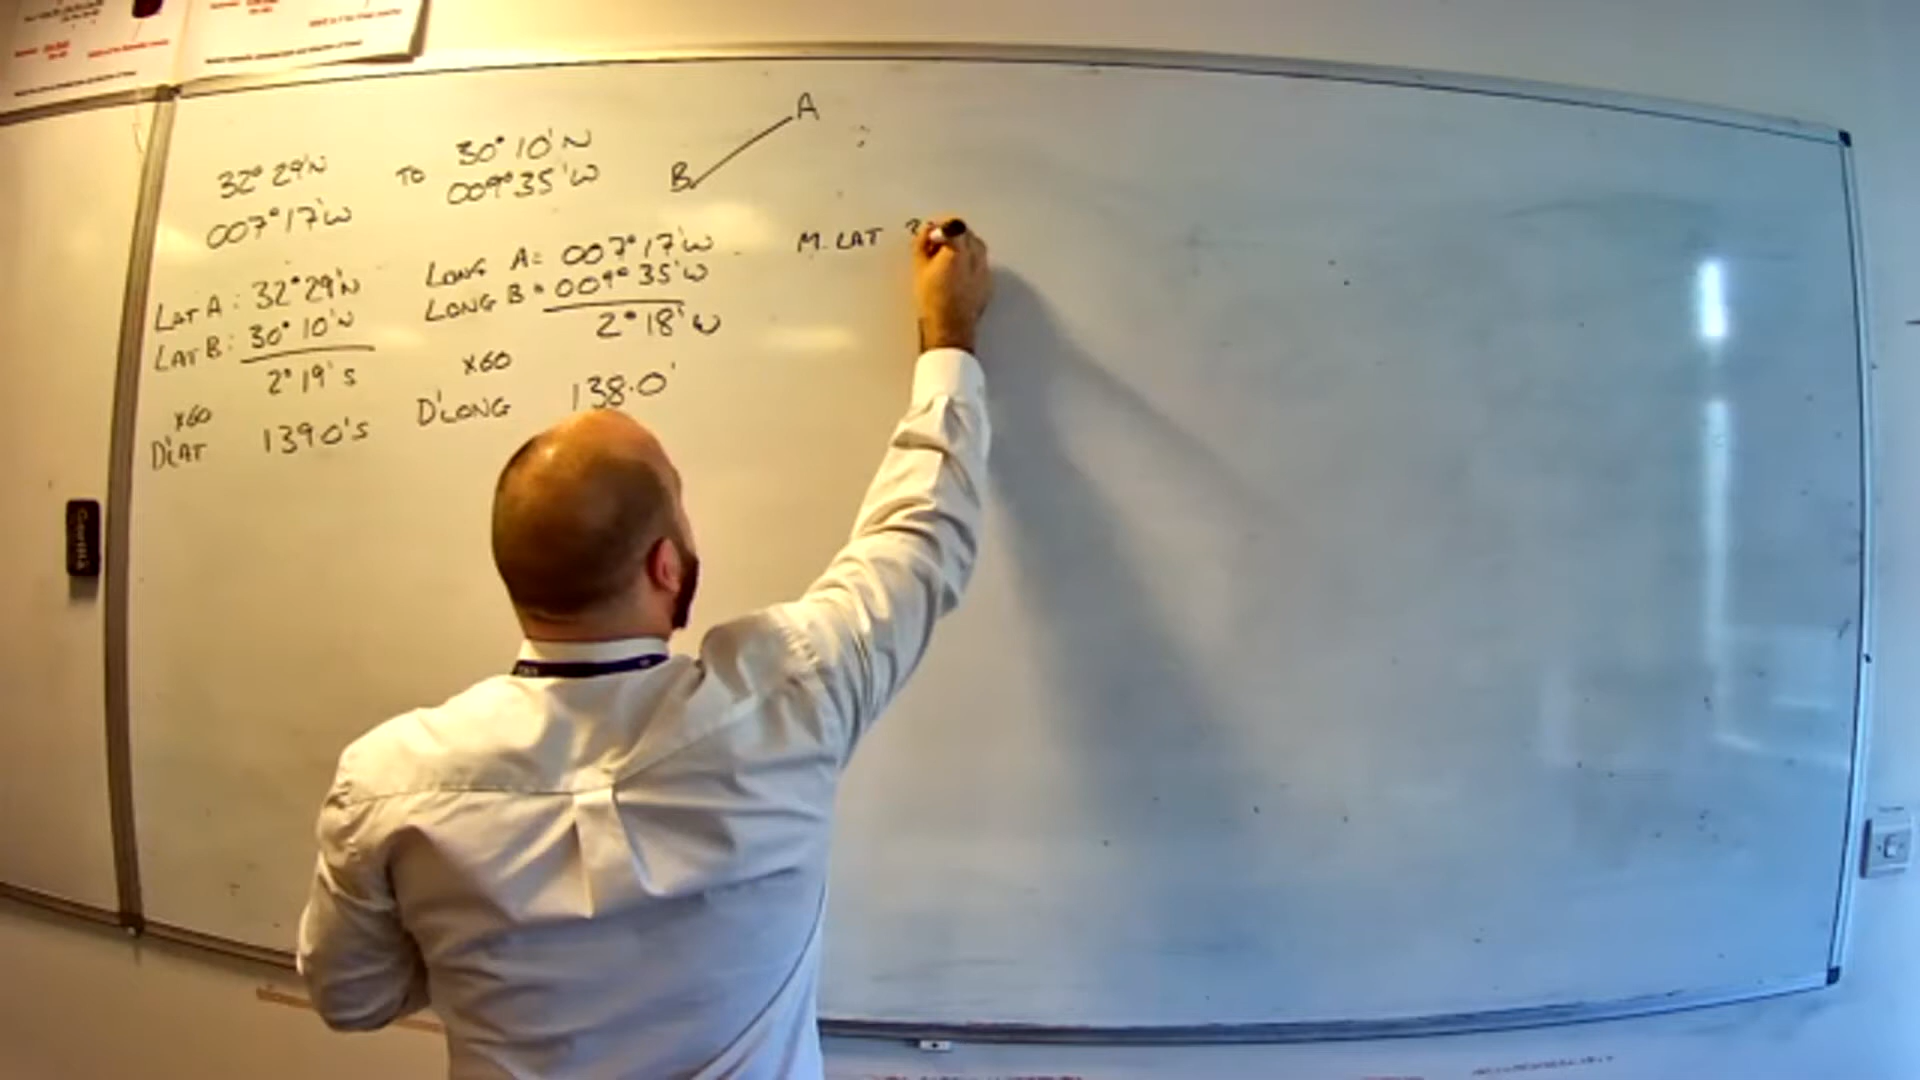 32° 29'N TO 30° 10'N
007° 17'W 009° 35'W
B A
LAT A : 32° 29'N
LAT B : 30° 10'N
2° 19' S
x60
D'LAT 139.0'S
LONG A = 007° 17'W
LONG B = 009° 35'W
2° 18' W
x60
D'LONG 138.0'
M. LAT